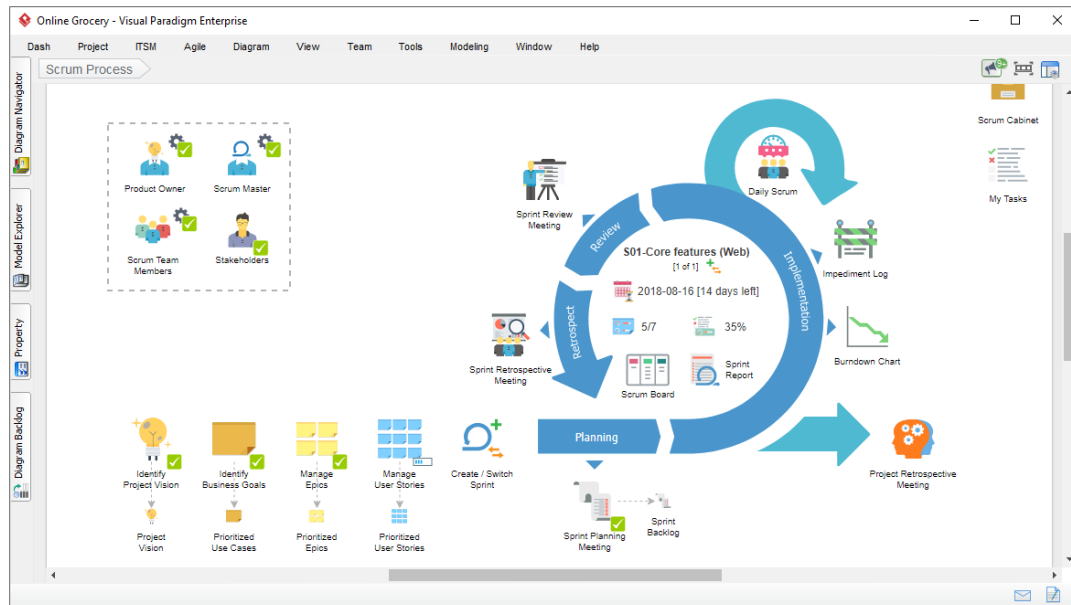 Online Grocery - Visual Paradigm Enterprise
Dash Project ITSM Agile Diagram View Team Tools Modeling Window Help
Scrum Process
9+
Diagram Navigator
Model Explorer
Property
Diagram Backlog
Product Owner
Scrum Master
Scrum Team
Members
Stakeholders
Scrum Cabinet
My Tasks
Daily Scrum
Sprint Review
Meeting
Review
Implementation
Retrospect
Planning
S01-Core features (Web)
[1 of 1]
2018-08-16 [14 days left]
5/7
35%
Scrum Board
Sprint
Report
Impediment Log
Burndown Chart
Sprint Retrospective
Meeting
Identify
Project Vision
Identify
Business Goals
Manage
Epics
Manage
User Stories
Create / Switch
Sprint
Project
Vision
Prioritized
Use Cases
Prioritized
Epics
Prioritized
User Stories
Sprint Planning
Meeting
Sprint
Backlog
Project Retrospective
Meeting